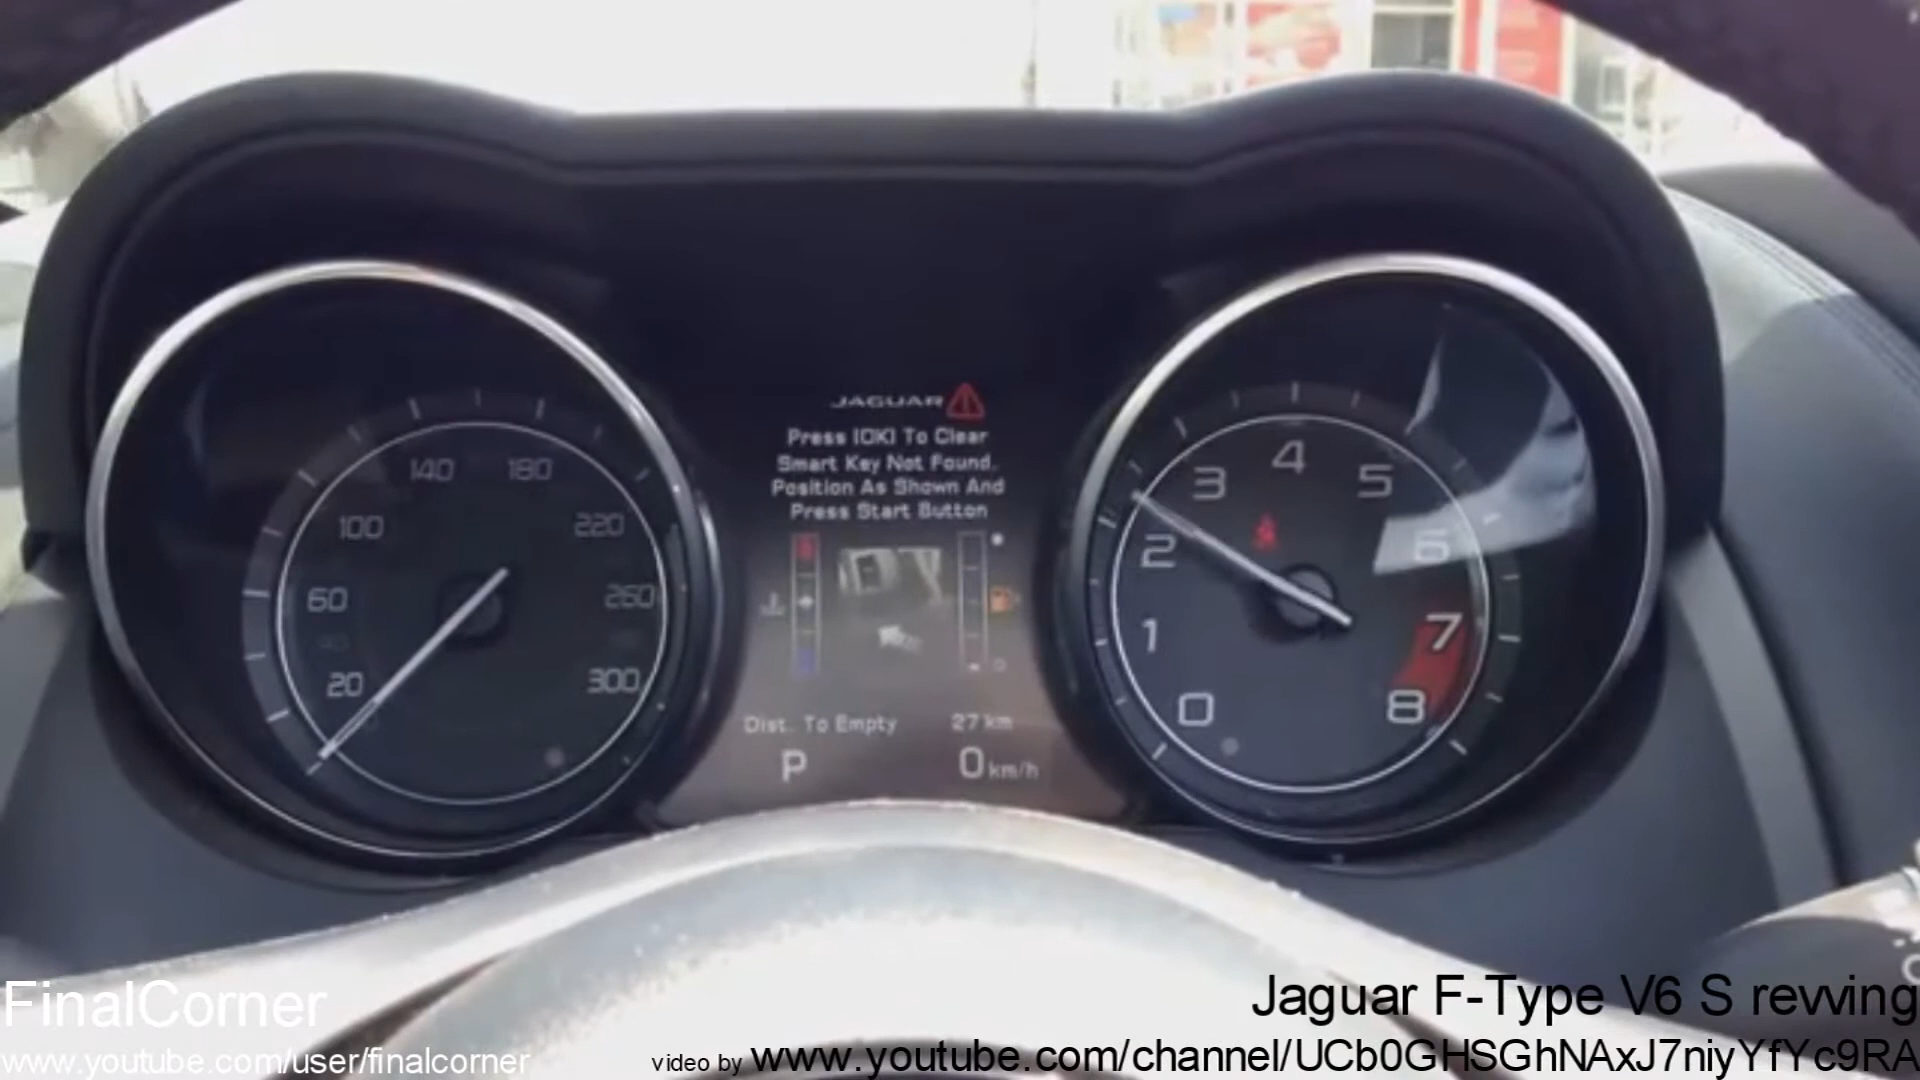 JAGUAR
Press [OK] To Clear
Smart Key Not Found.
Position As Shown And
Press Start Button
140 180
100 220
60 260
20 300
4
3 5
2 6
1 7
0 8
Dist. To Empty 27 km
P 0 km/h
FinalCorner
www.youtube.com/user/finalcorner
Jaguar F-Type V6 S revving
video by www.youtube.com/channel/UCb0GHSGhNAxJ7niyYfYc9RA